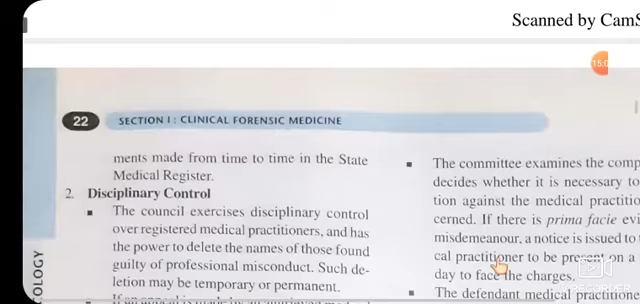 Scanned by CamS
15:0
22 SECTION I : CLINICAL FORENSIC MEDICINE
ments made from time to time in the State
Medical Register.
2. Disciplinary Control
▪ The council exercises disciplinary control
over registered medical practitioners, and has
the power to delete the names of those found
guilty of professional misconduct. Such de-
letion may be temporary or permanent.
▪ The committee examines the comp
decides whether it is necessary to
tion against the medical practitio
cerned. If there is prima facie evi
misdemeanour, a notice is issued to
cal practitioner to be present on a
day to face the charges.
▪ The defendant medical practitione
OLOGY